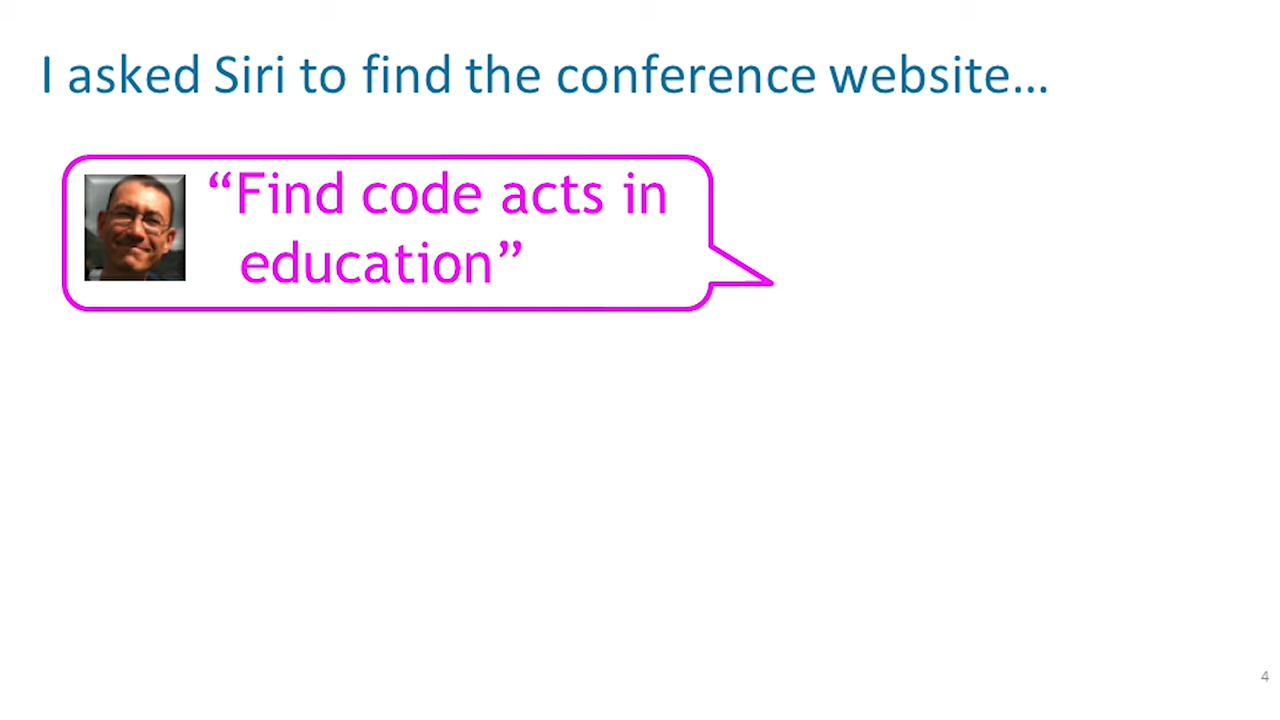 I asked Siri to find the conference website…
“Find code acts in
education”
4